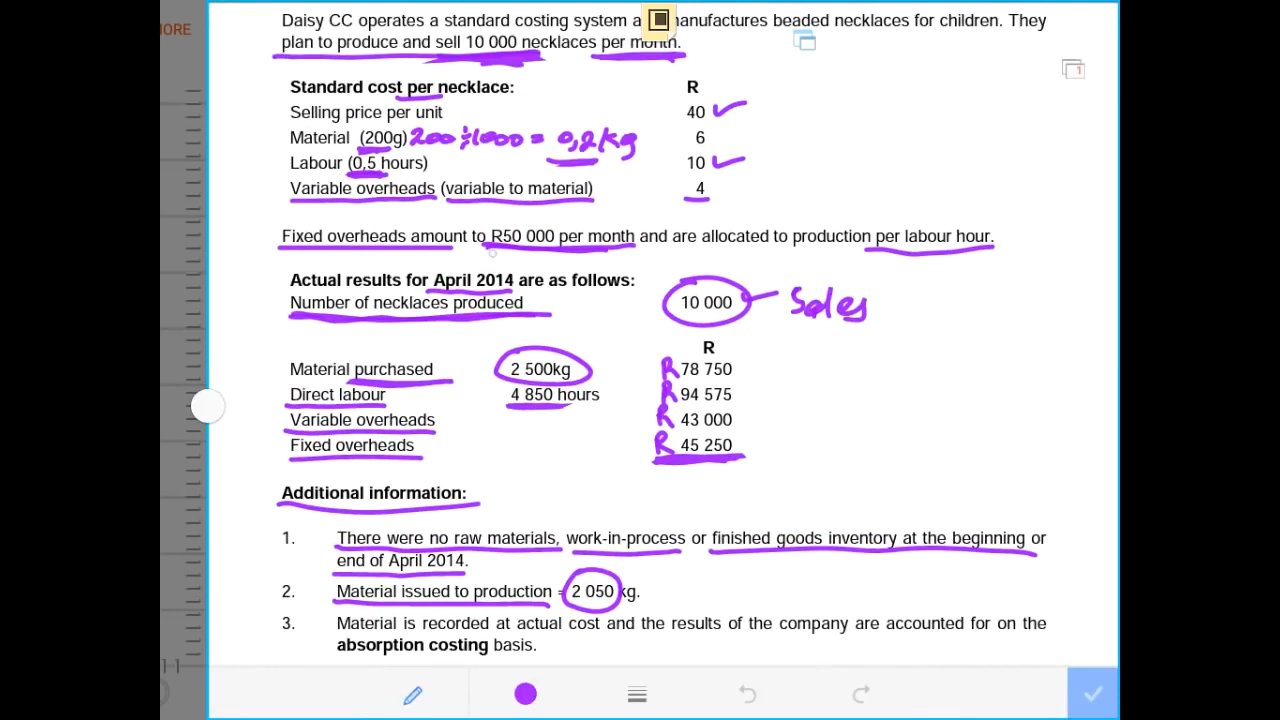 ORE
Daisy CC operates a standard costing system a manufactures beaded necklaces for children. They
plan to produce and sell 10 000 necklaces per month.
Standard cost per necklace: R
Selling price per unit 40
Material (200g) 200 ÷ 1000 = 0,2 kg 6
Labour (0,5 hours) 10
Variable overheads (variable to material) 4
Fixed overheads amount to R50 000 per month and are allocated to production per labour hour.
Actual results for April 2014 are as follows:
Number of necklaces produced 10 000 Sales
R
Material purchased 2 500kg R 78 750
Direct labour 4 850 hours R 94 575
Variable overheads R 43 000
Fixed overheads R 45 250
Additional information:
1. There were no raw materials, work-in-process or finished goods inventory at the beginning or
end of April 2014.
2. Material issued to production = 2 050 kg.
3. Material is recorded at actual cost and the results of the company are accounted for on the
absorption costing basis.
1